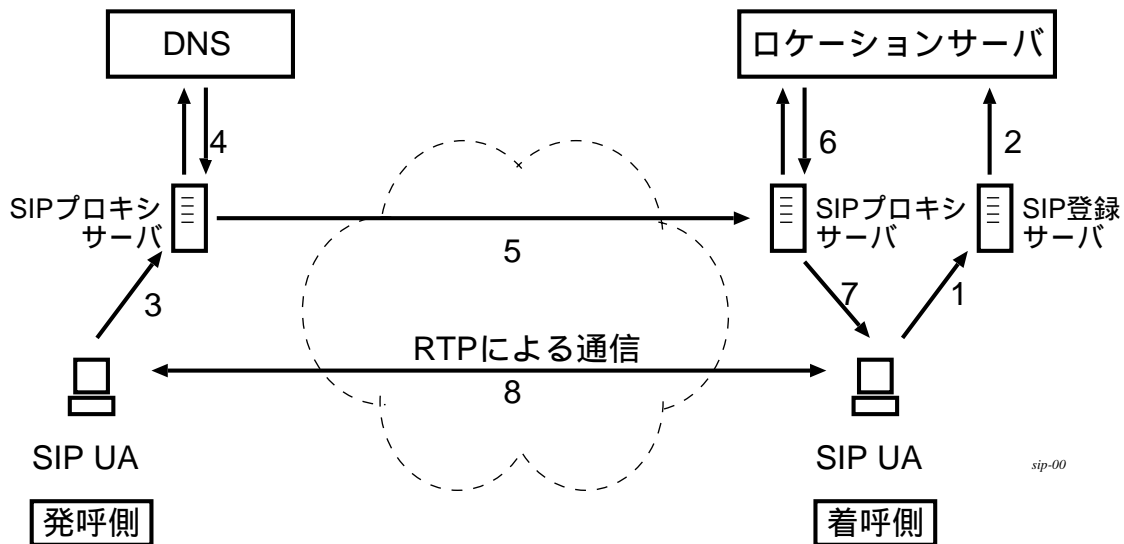 DNS
ロケーションサーバ
4
6
2
SIPプロキシ
サーバ
SIPプロキシ
サーバ
SIP登録
サーバ
5
3
7
1
RTPによる通信
8
SIP UA
SIP UA
sip-00
発呼側
着呼側